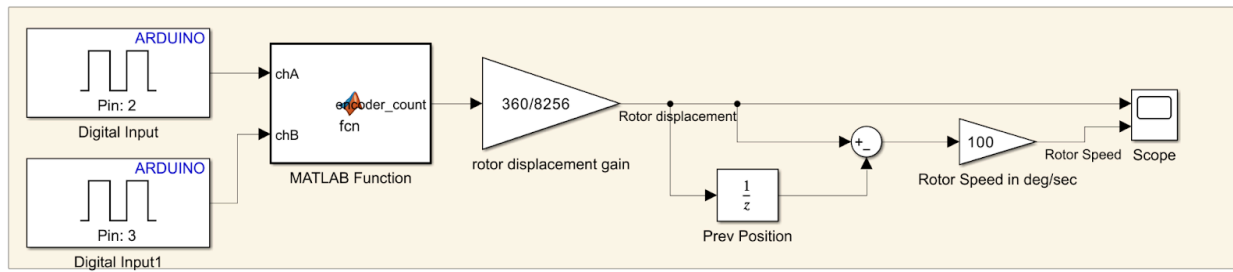 ARDUINO
Pin: 2
Digital Input
ARDUINO
Pin: 3
Digital Input1
chA
chB
encoder_count
fcn
MATLAB Function
360/8256
rotor displacement gain
Rotor displacement
1
z
Prev Position
+
−
100
Rotor Speed in deg/sec
Rotor Speed
Scope